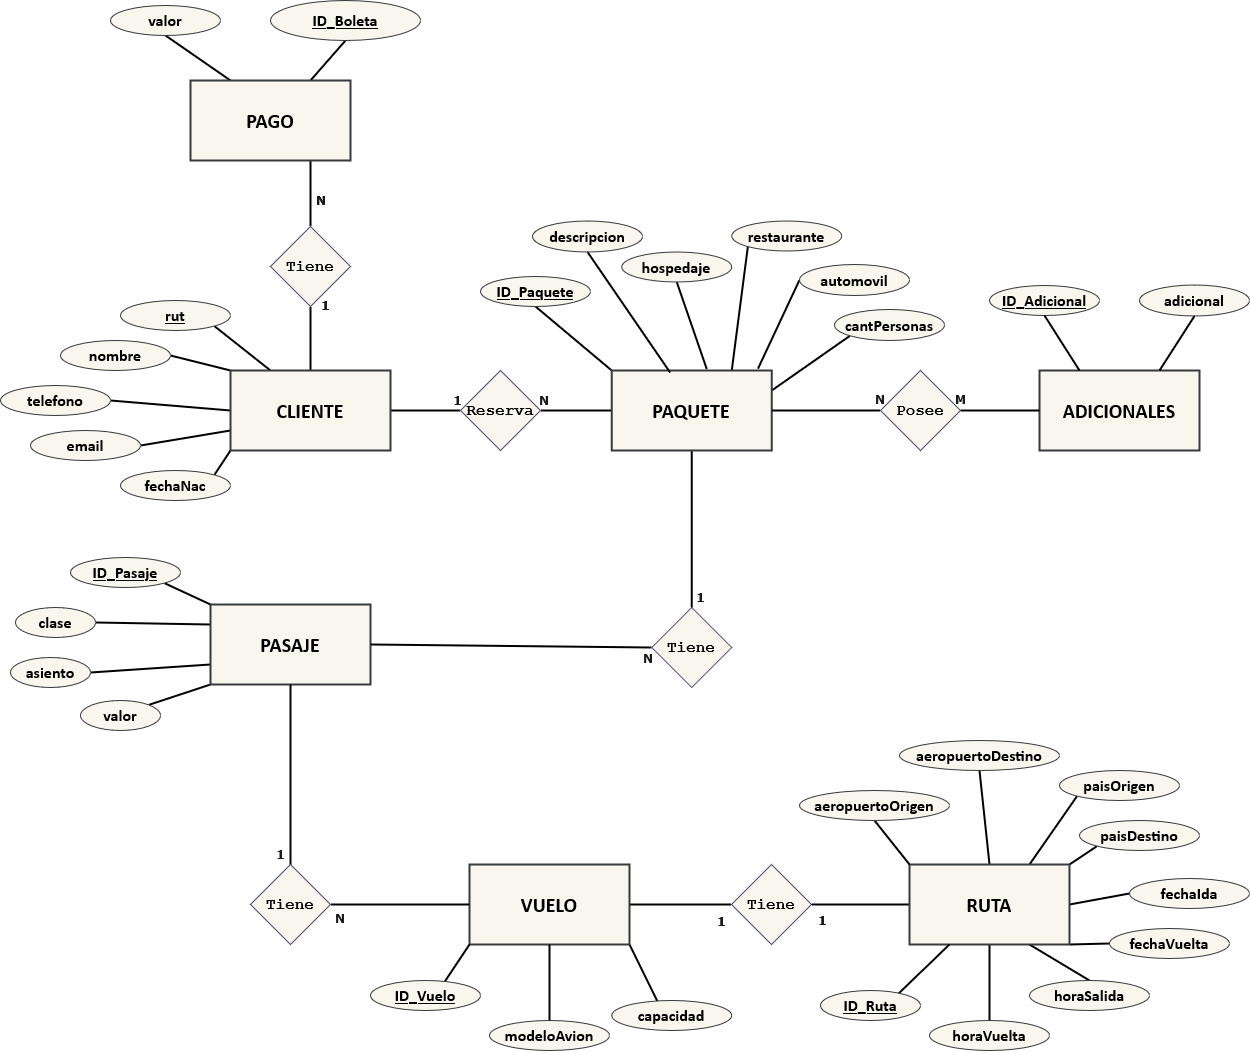 valor
ID_Boleta
PAGO
N
Tiene
1
rut
nombre
telefono
email
fechaNac
CLIENTE
1
Reserva
N
descripcion
restaurante
hospedaje
automovil
ID_Paquete
cantPersonas
PAQUETE
N
Posee
M
ID_Adicional
adicional
ADICIONALES
1
Tiene
N
ID_Pasaje
clase
asiento
valor
PASAJE
1
Tiene
N
VUELO
ID_Vuelo
modeloAvion
capacidad
1
Tiene
1
aeropuertoDestino
aeropuertoOrigen
paisOrigen
paisDestino
fechaIda
RUTA
fechaVuelta
horaSalida
ID_Ruta
horaVuelta